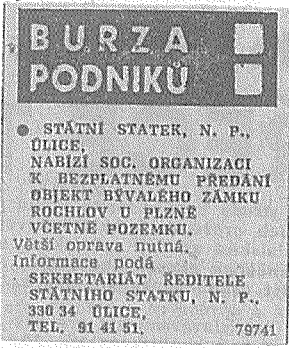 BURZA
PODNIKŮ
● STÁTNÍ STATEK, N. P.,
ÚLICE,
NABÍZÍ SOC. ORGANIZACI
K BEZPLATNÉMU PŘEDÁNÍ
OBJEKT BÝVALÉHO ZÁMKU
ROCHLOV U PLZNĚ
VČETNĚ POZEMKU.
Větší oprava nutná.
Informace podá
SEKRETARIÁT ŘEDITELE
STÁTNÍHO STATKU, N. P.,
330 34 ÚLICE,
TEL. 91 41 51. 79741